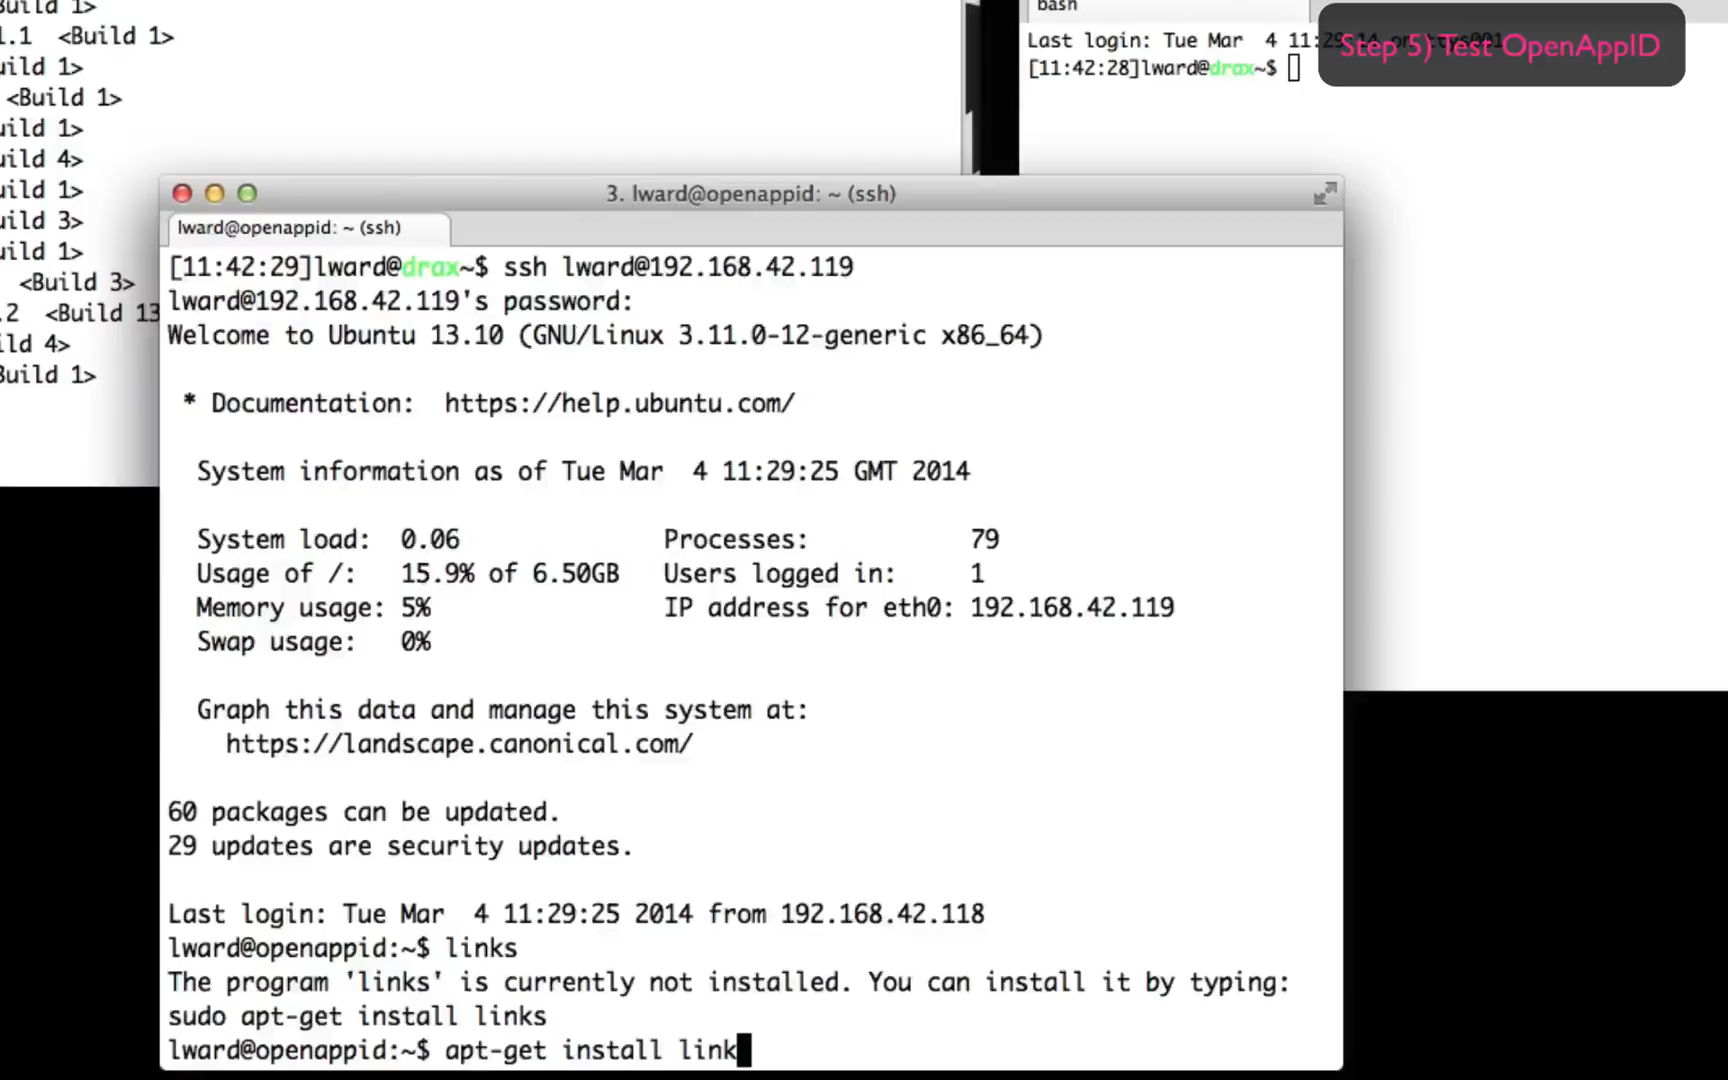 Build 1>
.1  <Build 1>
uild 1>
<Build 1>
uild 1>
uild 4>
uild 1>
uild 3>
uild 1>
<Build 3>
.2  <Build 13
ild 4>
Build 1>
bash
Last login: Tue Mar  4 11:29:14 on ttys001
[11:42:28]lward@drax~$
Step 5) Test OpenAppID
3. lward@openappid: ~ (ssh)
lward@openappid: ~ (ssh)
[11:42:29]lward@drax~$ ssh lward@192.168.42.119
lward@192.168.42.119's password:
Welcome to Ubuntu 13.10 (GNU/Linux 3.11.0-12-generic x86_64)
* Documentation:  https://help.ubuntu.com/
System information as of Tue Mar  4 11:29:25 GMT 2014
System load:  0.06              Processes:           79
Usage of /:   15.9% of 6.50GB   Users logged in:     1
Memory usage: 5%                IP address for eth0: 192.168.42.119
Swap usage:   0%
Graph this data and manage this system at:
https://landscape.canonical.com/
60 packages can be updated.
29 updates are security updates.
Last login: Tue Mar  4 11:29:25 2014 from 192.168.42.118
lward@openappid:~$ links
The program 'links' is currently not installed. You can install it by typing:
sudo apt-get install links
lward@openappid:~$ apt-get install link